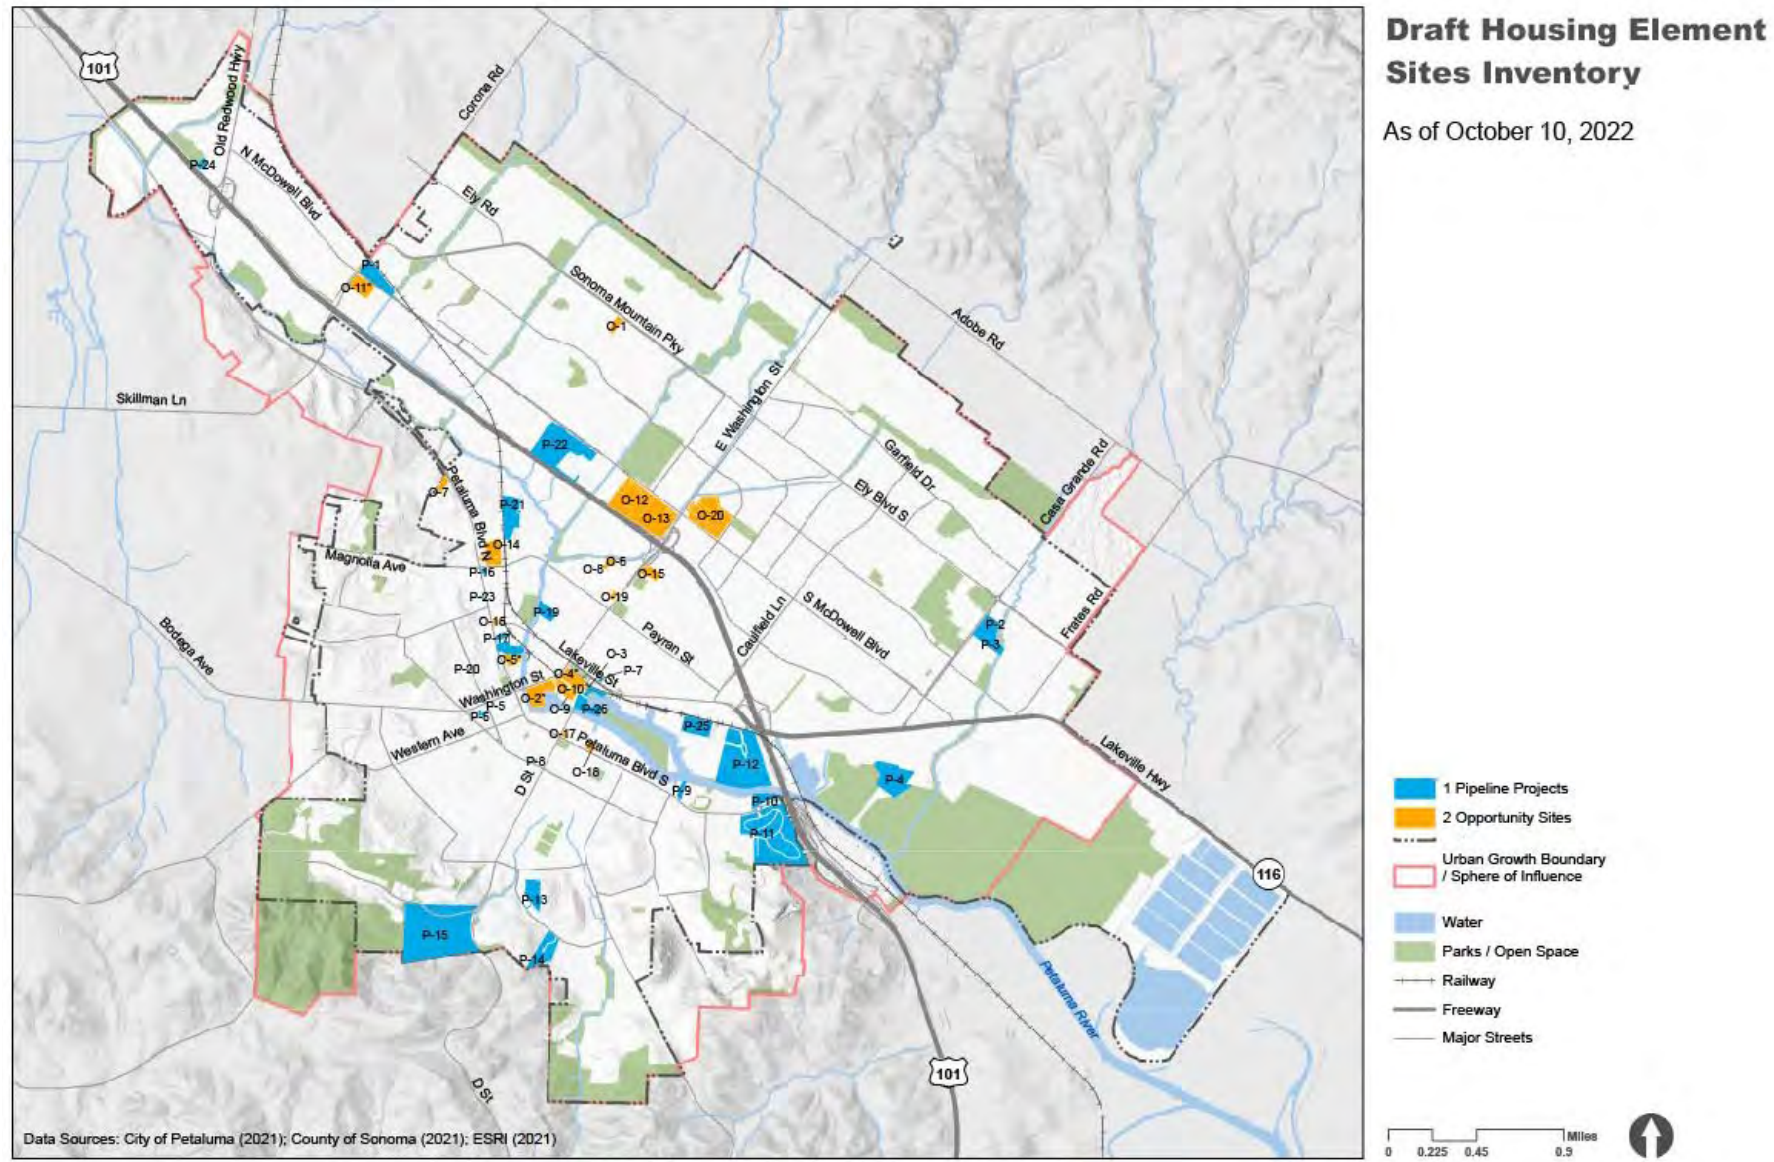 Draft Housing Element
Sites Inventory
As of October 10, 2022
101
Old Redwood Hwy
Corona Rd
P-24
N McDowell Blvd
Ely Rd
P-1
O-11*
Sonoma Mountain Pky
O-1
Adobe Rd
E Washington St
Skillman Ln
P-22
Garfield Dr
Casa Grande Rd
Petaluma Blvd N
O-7
Ely Blvd S
P-21
O-12
O-13
O-20
O-14
Magnolia Ave
P-16
O-8
O-6
O-15
P-23
O-19
P-19
Caulfield Ln
S McDowell Blvd
Frates Rd
O-16
P-17
Payran St
P-2
P-3
Bodega Ave
O-5*
Lakeville St
O-3
P-7
P-20
O-4*
Washington St
O-10
O-2*
P-5
O-9
P-26
P-25
Western Ave
O-17
Petaluma Blvd S
Lakeville Hwy
P-8
O-18
P-12
P-4
D St
P-9
P-10
P-11
116
P-13
P-15
P-14
Petaluma River
101
D St
Data Sources: City of Petaluma (2021); County of Sonoma (2021); ESRI (2021)
1 Pipeline Projects
2 Opportunity Sites
Urban Growth Boundary
/ Sphere of Influence
Water
Parks / Open Space
Railway
Freeway
Major Streets
Miles
0 0.225 0.45 0.9